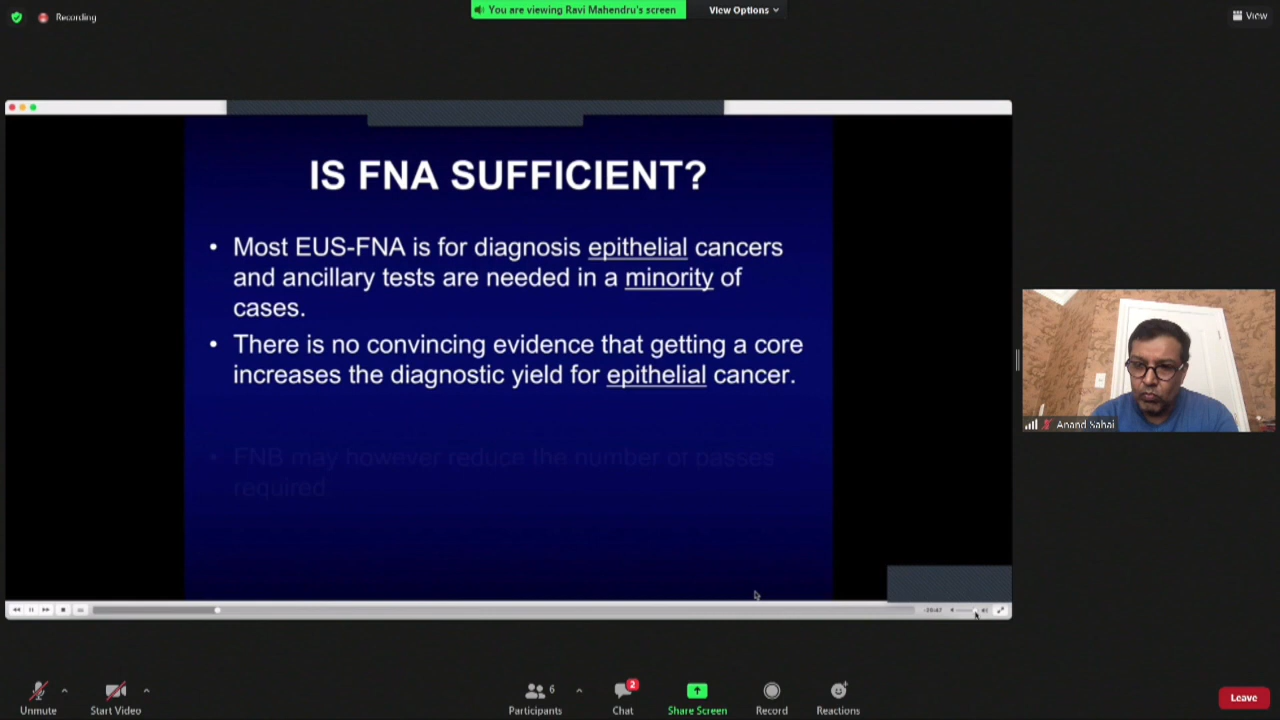 Recording
You are viewing Ravi Mahendru's screen
View Options
View
IS FNA SUFFICIENT?
• Most EUS-FNA is for diagnosis epithelial cancers
and ancillary tests are needed in a minority of
cases.
• There is no convincing evidence that getting a core
increases the diagnostic yield for epithelial cancer.
• FNB may however reduce the number of passes
required.
Anand Sahai
Unmute
Start Video
Participants
6
Chat
2
Share Screen
Record
Reactions
Leave